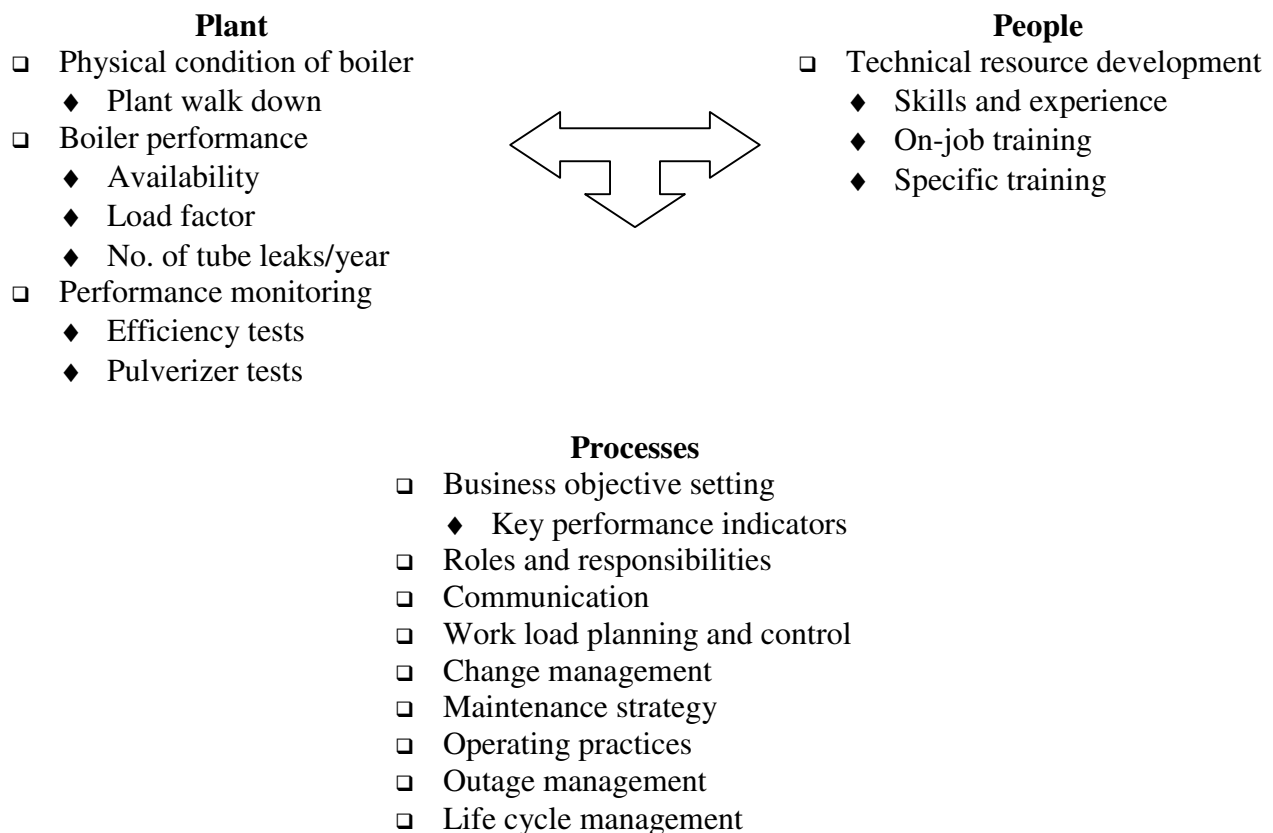 Plant
❑ Physical condition of boiler
♦ Plant walk down
❑ Boiler performance
♦ Availability
♦ Load factor
♦ No. of tube leaks/year
❑ Performance monitoring
♦ Efficiency tests
♦ Pulverizer tests
People
❑ Technical resource development
♦ Skills and experience
♦ On-job training
♦ Specific training
Processes
❑ Business objective setting
♦ Key performance indicators
❑ Roles and responsibilities
❑ Communication
❑ Work load planning and control
❑ Change management
❑ Maintenance strategy
❑ Operating practices
❑ Outage management
❑ Life cycle management